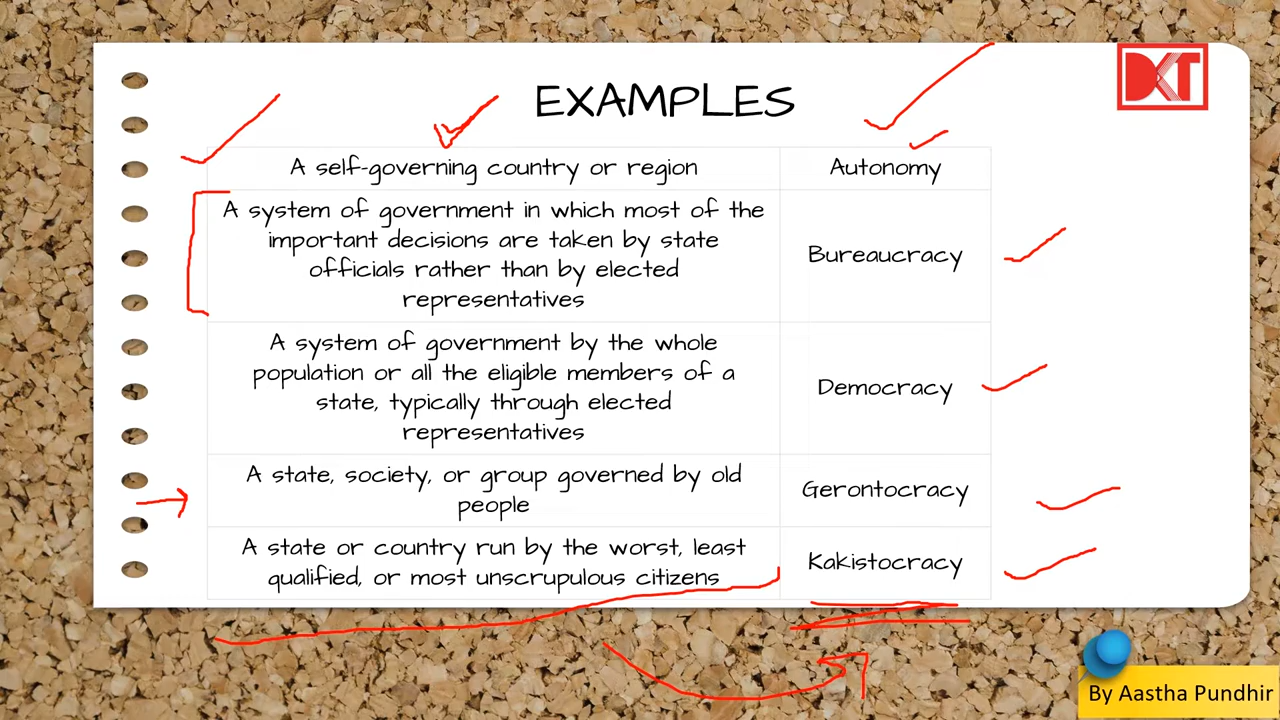 DKT
EXAMPLES
A self-governing country or region
Autonomy
A system of government in which most of the
important decisions are taken by state
officials rather than by elected
representatives
Bureaucracy
A system of government by the whole
population or all the eligible members of a
state, typically through elected
representatives
Democracy
A state, society, or group governed by old
people
Gerontocracy
A state or country run by the worst, least
qualified, or most unscrupulous citizens
Kakistocracy
By Aastha Pundhir